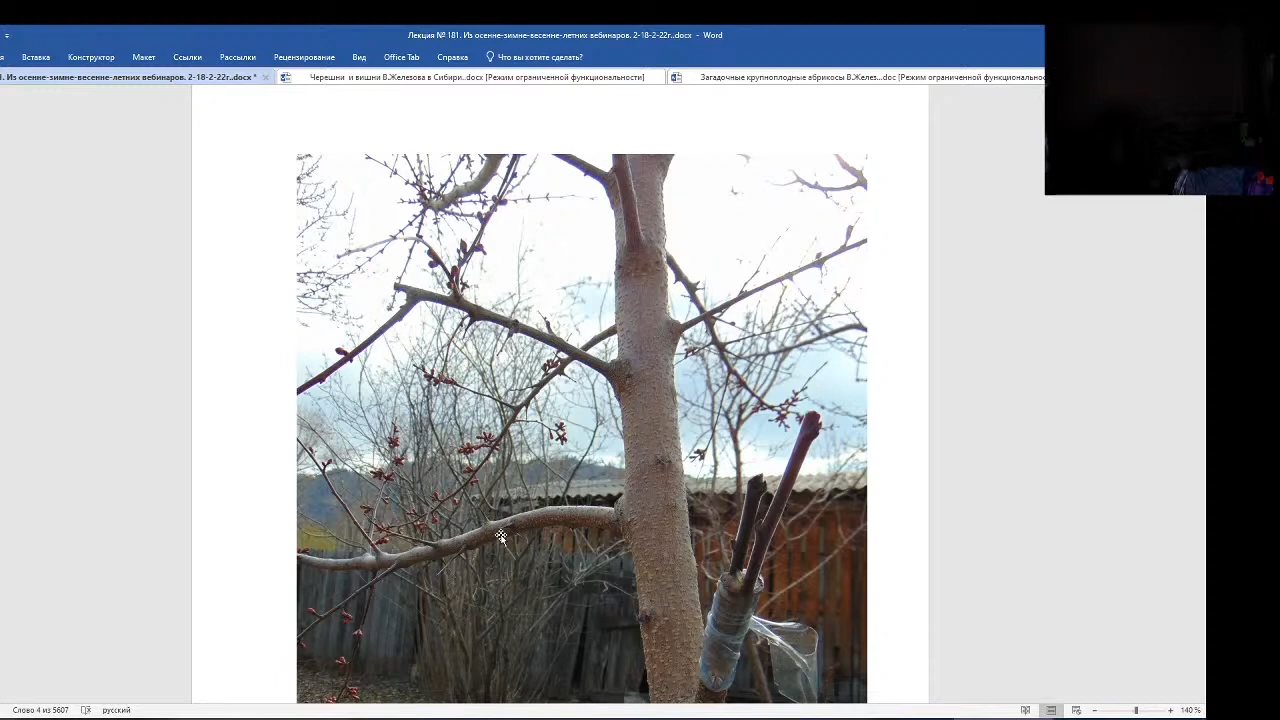 Лекция № 181. Из осенне-зимне-весенне-летних вебинаров. 2-18-2-22г..docx - Word
Вставка Конструктор Макет Ссылки Рассылки Рецензирование Вид Office Tab Справка Что вы хотите сделать?
1. Из осенне-зимне-весенне-летних вебинаров. 2-18-2-22г..docx * Черешни и вишни В.Железова в Сибири..docx [Режим ограниченной функциональности] Загадочные крупноплодные абрикосы В.Желез...doc [Режим ограниченной функциональнос
Слово 4 из 5607 русский 140 %